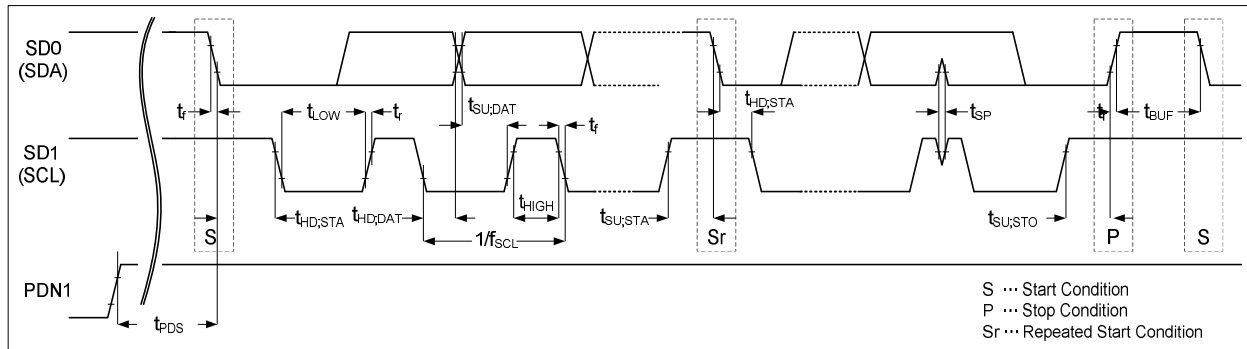 SD0
(SDA)
tf
tLOW
tr
tSU;DAT
tf
tHD;STA
tSP
tr
tBUF
SD1
(SCL)
tHD;STA
tHD;DAT
tHIGH
1/fSCL
tSU;STA
tSU;STO
S
Sr
P
S
PDN1
tPDS
S ··· Start Condition
P ··· Stop Condition
Sr ··· Repeated Start Condition